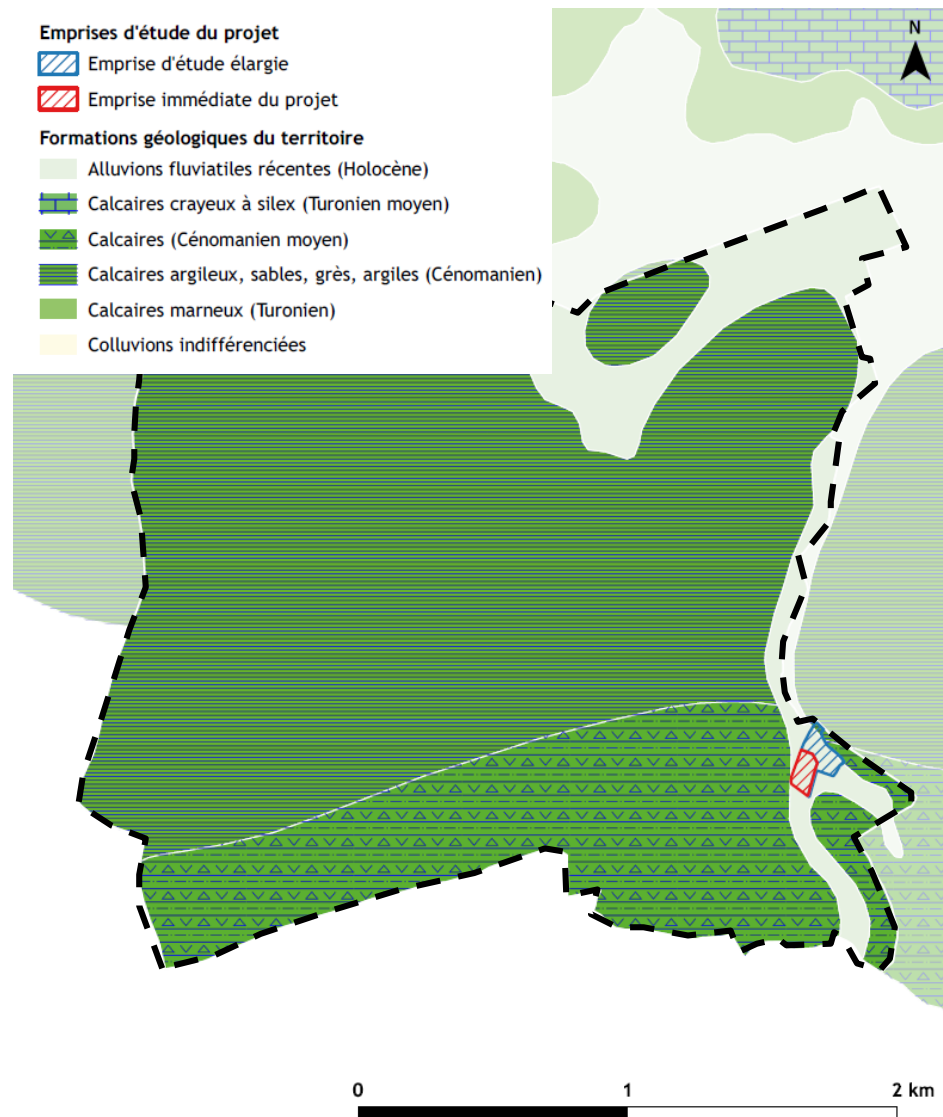 Emprises d'étude du projet
Emprise d'étude élargie
Emprise immédiate du projet
Formations géologiques du territoire
Alluvions fluviatiles récentes (Holocène)
Calcaires crayeux à silex (Turonien moyen)
Calcaires (Cénomanien moyen)
Calcaires argileux, sables, grès, argiles (Cénomanien)
Calcaires marneux (Turonien)
Colluvions indifférenciées
N
0 1 2 km